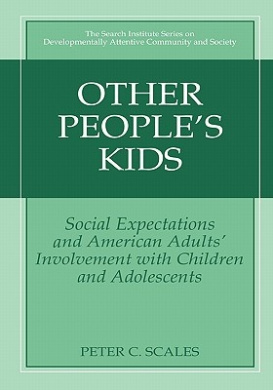 The Search Institute Series on
Developmentally Attentive Community and Society
OTHER
PEOPLE'S
KIDS
Social Expectations
and American Adults'
Involvement with Children
and Adolescents
PETER C. SCALES